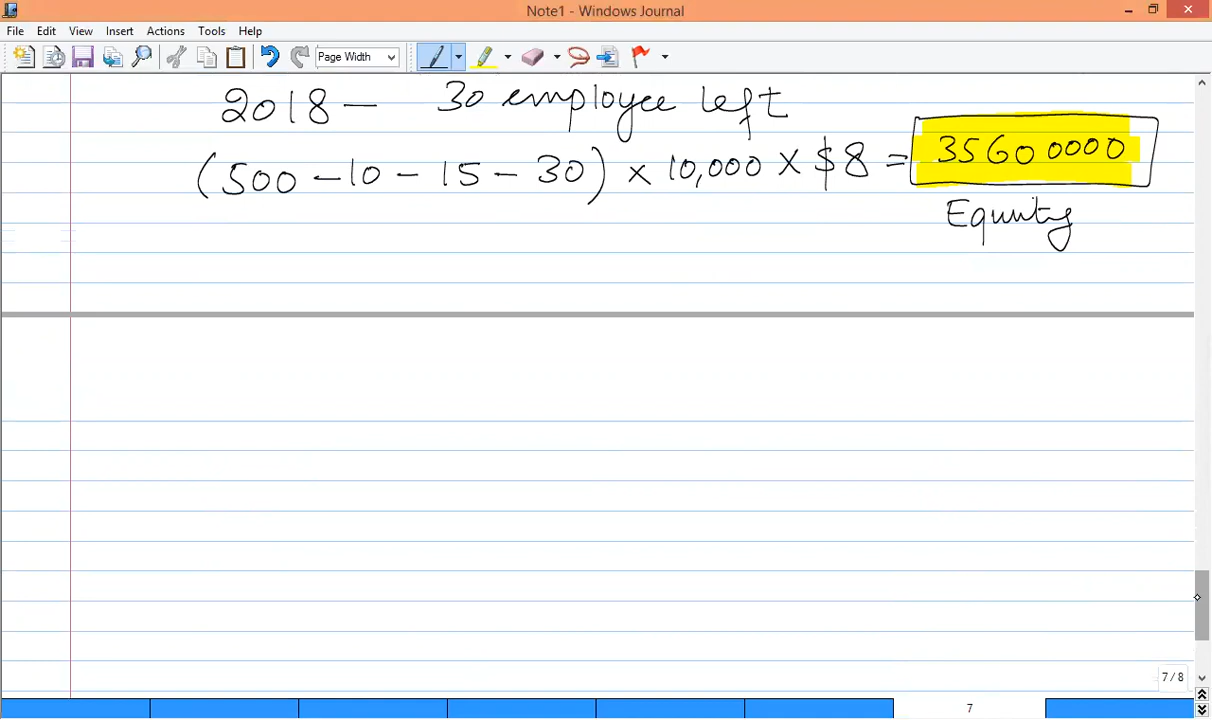 Note1 - Windows Journal
File Edit View Insert Actions Tools Help
Page Width
2018 — 30 employee left
(500 - 10 - 15 - 30) × 10,000 × $8 = 35600000
Equity
7 / 8
7